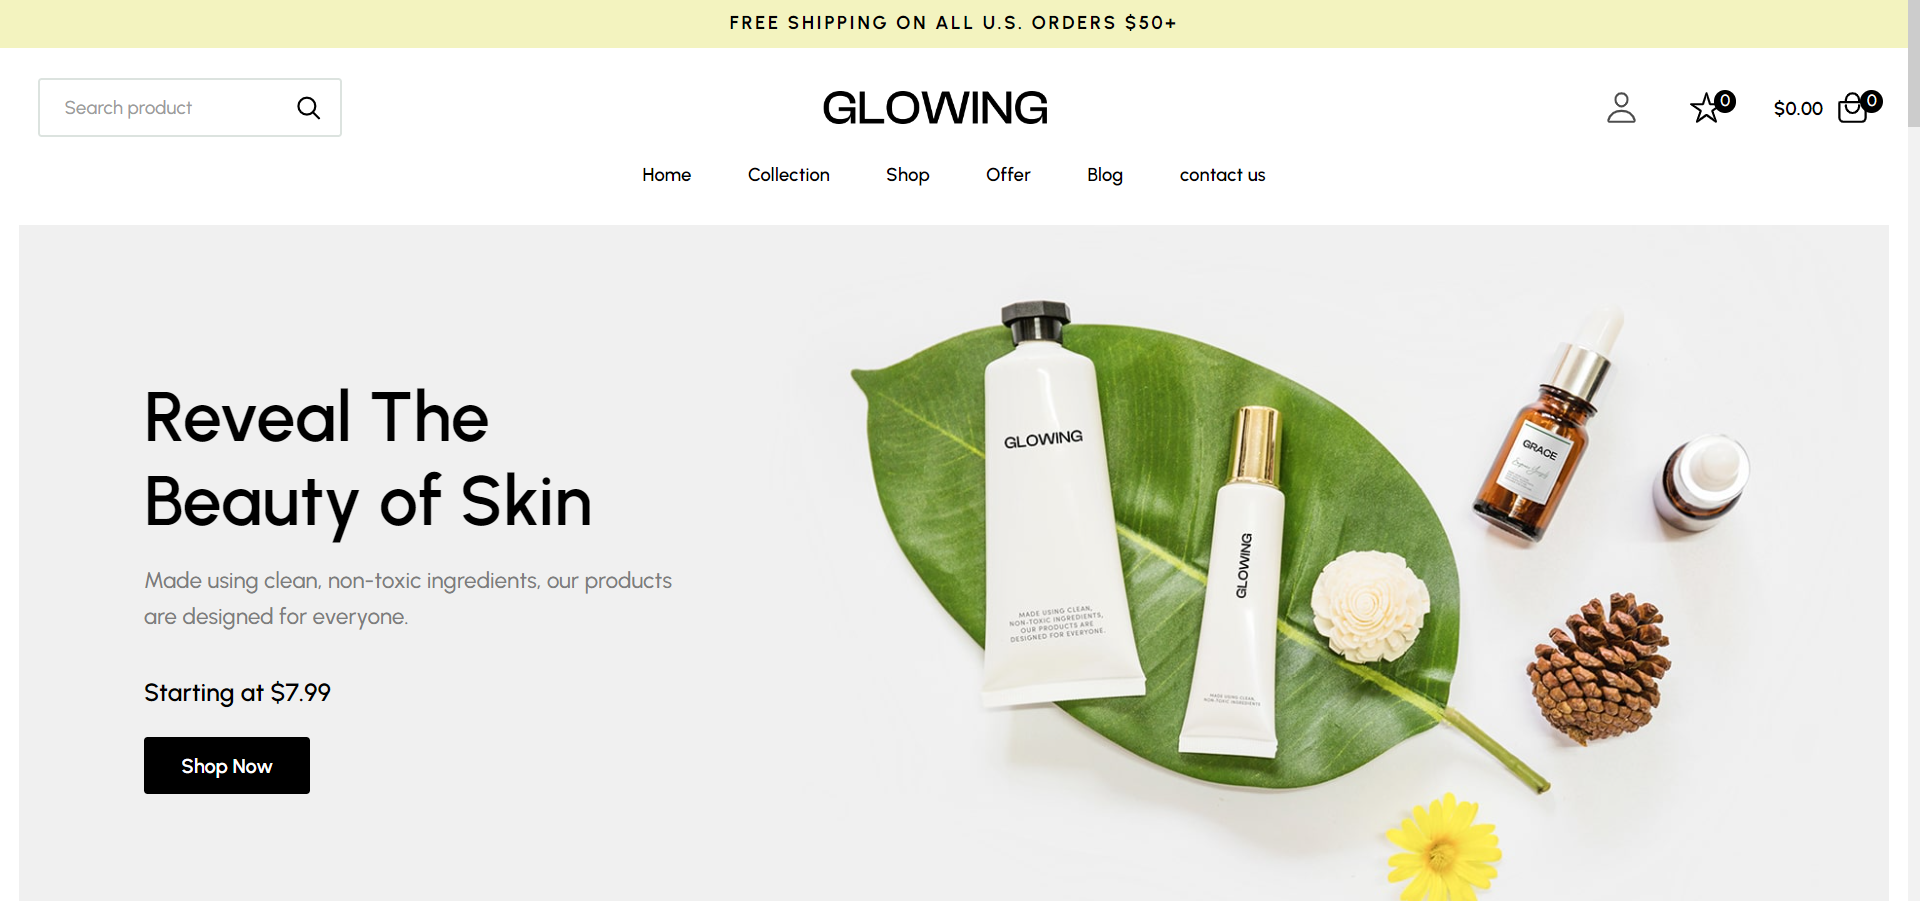 FREE SHIPPING ON ALL U.S. ORDERS $50+
Search product
GLOWING
0
$0.00
0
Home
Collection
Shop
Offer
Blog
contact us
Reveal The
Beauty of Skin
Made using clean, non-toxic ingredients, our products
are designed for everyone.
Starting at $7.99
Shop Now
GLOWING
MADE USING CLEAN,
NON-TOXIC INGREDIENTS,
OUR PRODUCTS ARE
DESIGNED FOR EVERYONE.
GLOWING
MADE USING CLEAN,
NON-TOXIC INGREDIENTS
GRACE